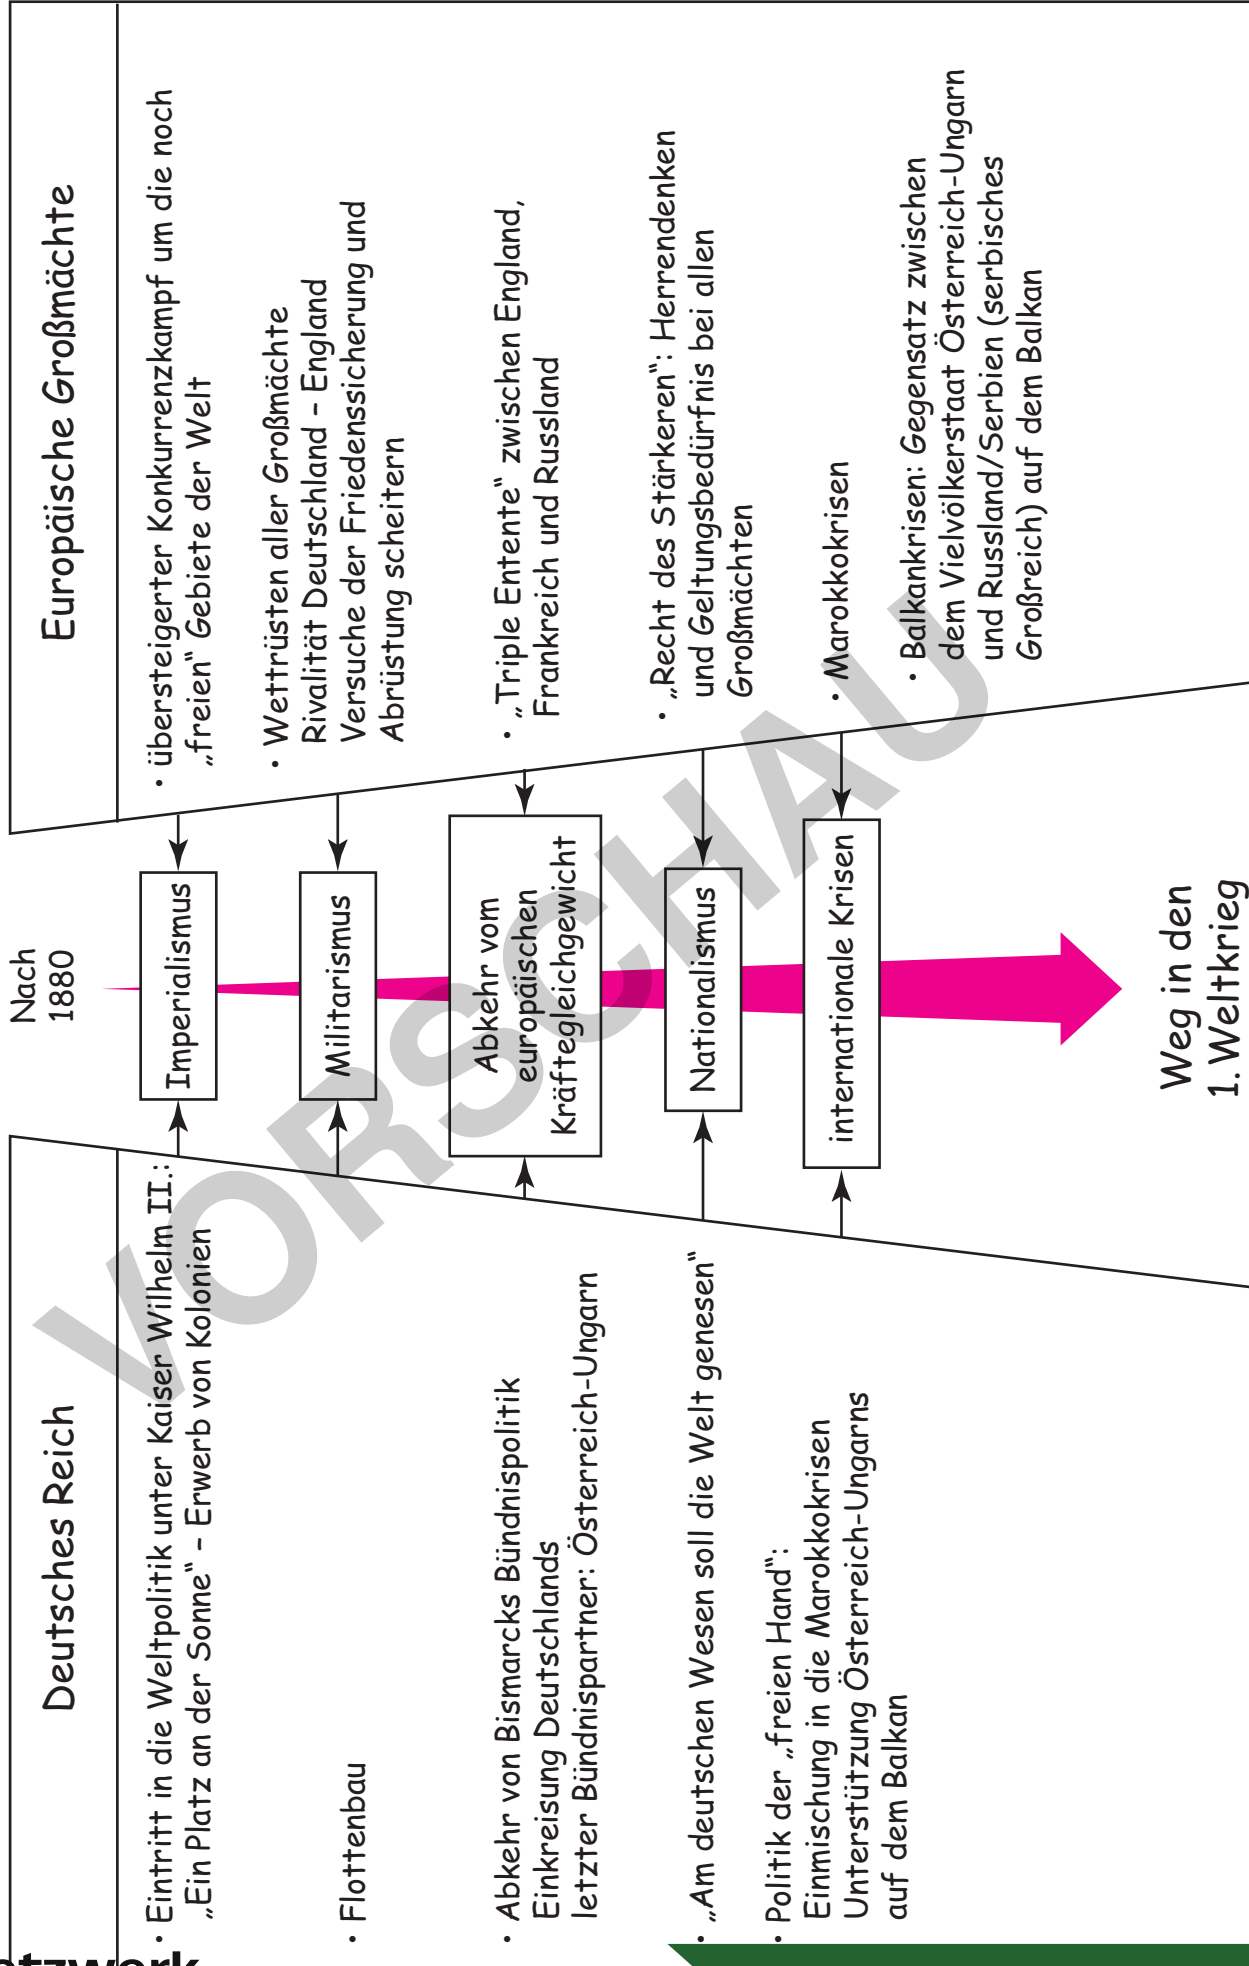 Deutsches Reich
• Eintritt in die Weltpolitik unter Kaiser Wilhelm II.:
„Ein Platz an der Sonne“ – Erwerb von Kolonien
• Flottenbau
• Abkehr von Bismarcks Bündnispolitik
Einkreisung Deutschlands
letzter Bündnispartner: Österreich-Ungarn
• „Am deutschen Wesen soll die Welt genesen“
• Politik der „freien Hand“:
Einmischung in die Marokkokrisen
Unterstützung Österreich-Ungarns
auf dem Balkan
Nach
1880
Imperialismus
Militarismus
Abkehr vom
europäischen
Kräftegleichgewicht
Nationalismus
internationale Krisen
Weg in den
1. Weltkrieg
Europäische Großmächte
• übersteigerter Konkurrenzkampf um die noch
„freien“ Gebiete der Welt
• Wettrüsten aller Großmächte
Rivalität Deutschland – England
Versuche der Friedenssicherung und
Abrüstung scheitern
• „Triple Entente“ zwischen England,
Frankreich und Russland
• „Recht des Stärkeren“: Herrendenken
und Geltungsbedürfnis bei allen
Großmächten
• Marokkokrisen
• Balkankrisen: Gegensatz zwischen
dem Vielvölkerstaat Österreich-Ungarn
und Russland/Serbien (serbisches
Großreich) auf dem Balkan
VORSCHAU